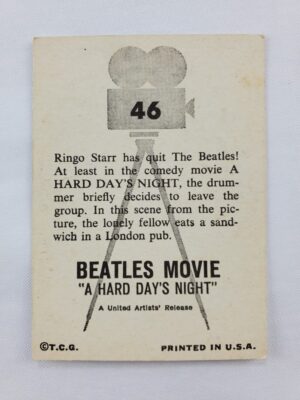 46
Ringo Starr has quit The Beatles!
At least in the comedy movie A
HARD DAY'S NIGHT, the drum-
mer briefly decides to leave the
group. In this scene from the pic-
ture, the lonely fellow eats a sand-
wich in a London pub.
BEATLES MOVIE
"A HARD DAY'S NIGHT"
A United Artists' Release
©T.C.G. PRINTED IN U.S.A.